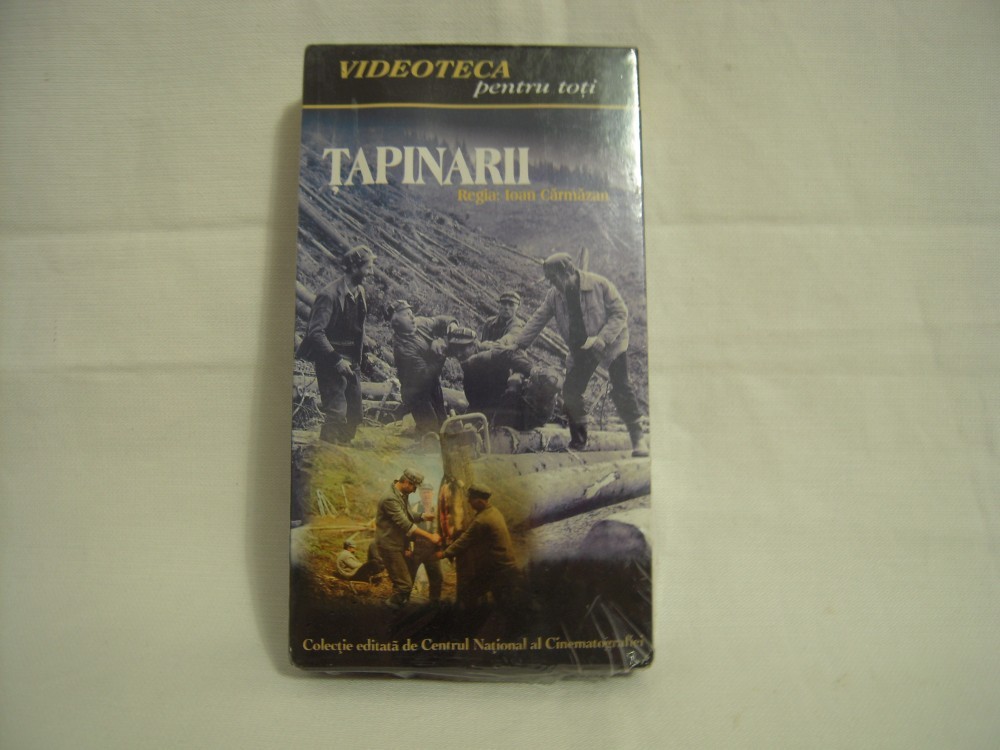 VIDEOTECA
pentru toți
ȚAPINARII
Regia: Ioan Cărmăzan
Colecție editată de Centrul Național al Cinematografiei